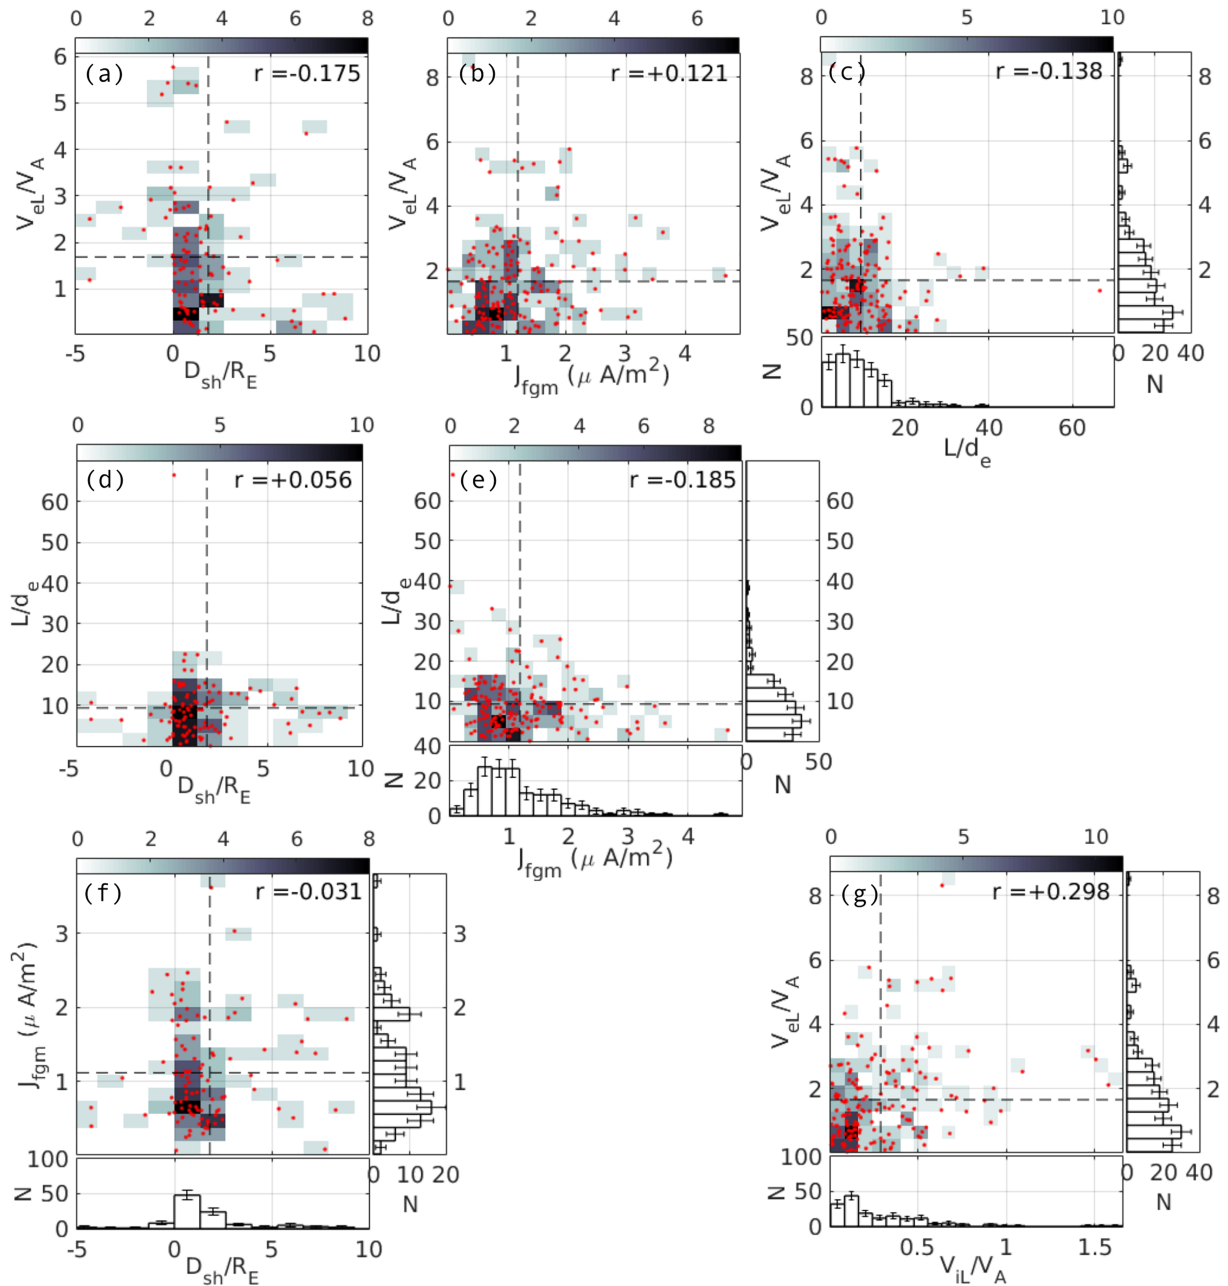 0 2 4 6 8
(a) r =-0.175
6
5
4
3
2
1
V_eL/V_A
-5 0 5 10
D_sh/R_E
0 2 4 6
(b) r =+0.121
8
6
4
2
V_eL/V_A
1 2 3 4
J_fgm (μ A/m²)
0 5 10
(c) r =-0.138
8
6
4
2
V_eL/V_A
8
6
4
2
0 20 40
N
50
0
N
20 40 60
L/d_e
0 5 10
(d) r =+0.056
60
50
40
30
20
10
L/d_e
-5 0 5 10
D_sh/R_E
0 2 4 6 8
(e) r =-0.185
60
50
40
30
20
10
L/d_e
60
50
40
30
20
10
0 50
N
40
20
0
N
1 2 3 4
J_fgm (μ A/m²)
0 2 4 6 8
(f) r =-0.031
3
2
1
J_fgm (μ A/m²)
3
2
1
0 10 20
N
100
50
0
N
-5 0 5 10
D_sh/R_E
0 5 10
(g) r =+0.298
8
6
4
2
V_eL/V_A
8
6
4
2
0 20 40
N
100
50
0
N
0.5 1 1.5
V_iL/V_A